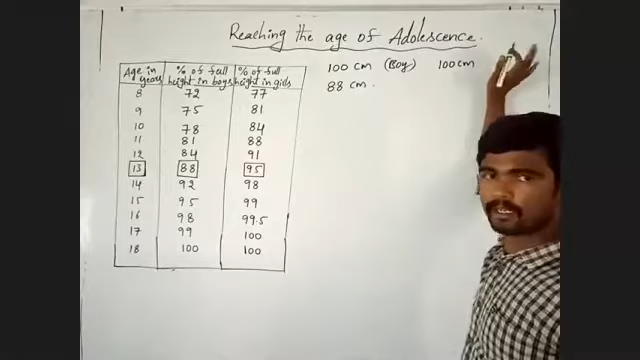 Reaching the age of Adolescence.
100 cm (Boy) 100cm
88 cm.
Age in years % of full height in boys % of full height in girls
8 72 77
9 75 81
10 78 84
11 81 88
12 84 91
13 88 95
14 92 98
15 95 99
16 98 99.5
17 99 100
18 100 100